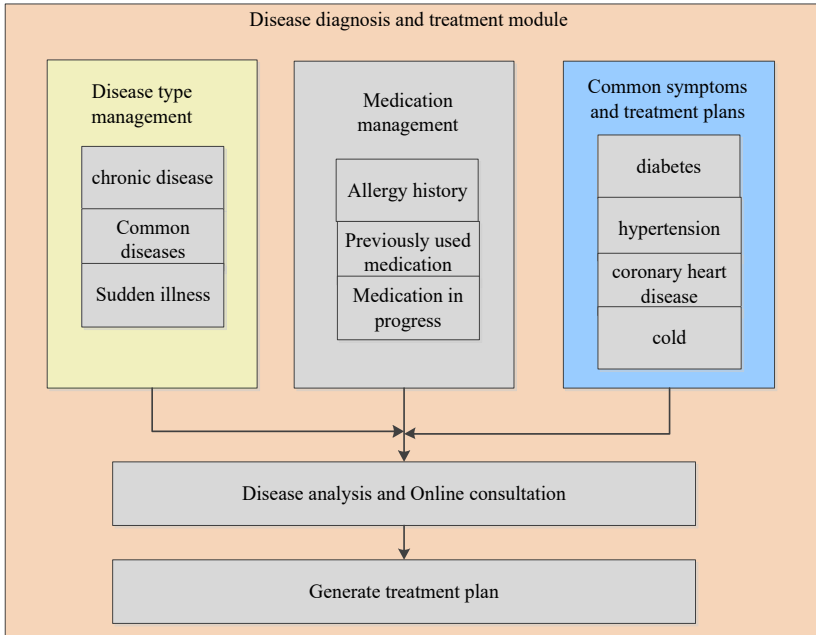 Disease diagnosis and treatment module
Disease type
management
chronic disease
Common
diseases
Sudden illness
Medication
management
Allergy history
Previously used
medication
Medication in
progress
Common symptoms
and treatment plans
diabetes
hypertension
coronary heart
disease
cold
Disease analysis and Online consultation
Generate treatment plan